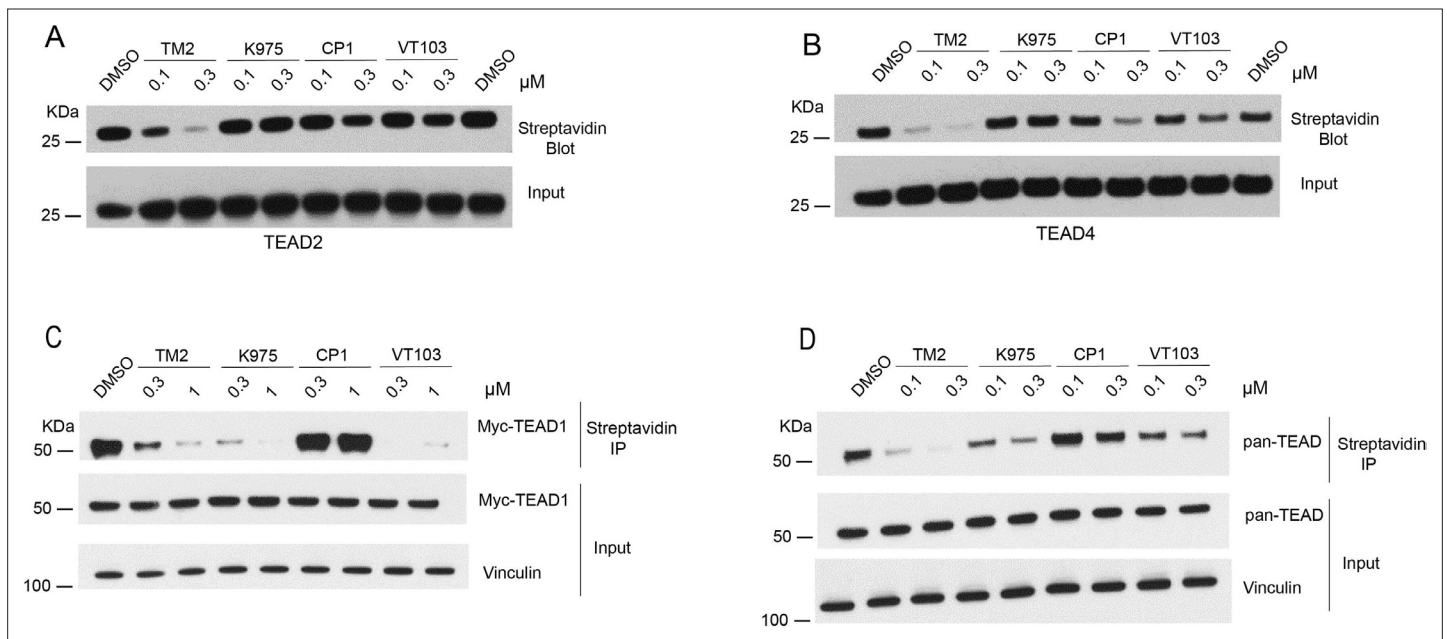 A
DMSO TM2 K975 CP1 VT103 DMSO
0.1 0.3 0.1 0.3 0.1 0.3 0.1 0.3 µM
KDa
25
Streptavidin
Blot
25
Input
TEAD2
B
DMSO TM2 K975 CP1 VT103 DMSO
0.1 0.3 0.1 0.3 0.1 0.3 0.1 0.3 µM
KDa
25
Streptavidin
Blot
25
Input
TEAD4
C
DMSO TM2 K975 CP1 VT103
0.3 1 0.3 1 0.3 1 0.3 1 µM
KDa
50
Myc-TEAD1
Streptavidin
IP
50
Myc-TEAD1
Input
100
Vinculin
D
DMSO TM2 K975 CP1 VT103
0.1 0.3 0.1 0.3 0.1 0.3 0.1 0.3 µM
KDa
50
pan-TEAD
Streptavidin
IP
50
pan-TEAD
Input
100
Vinculin